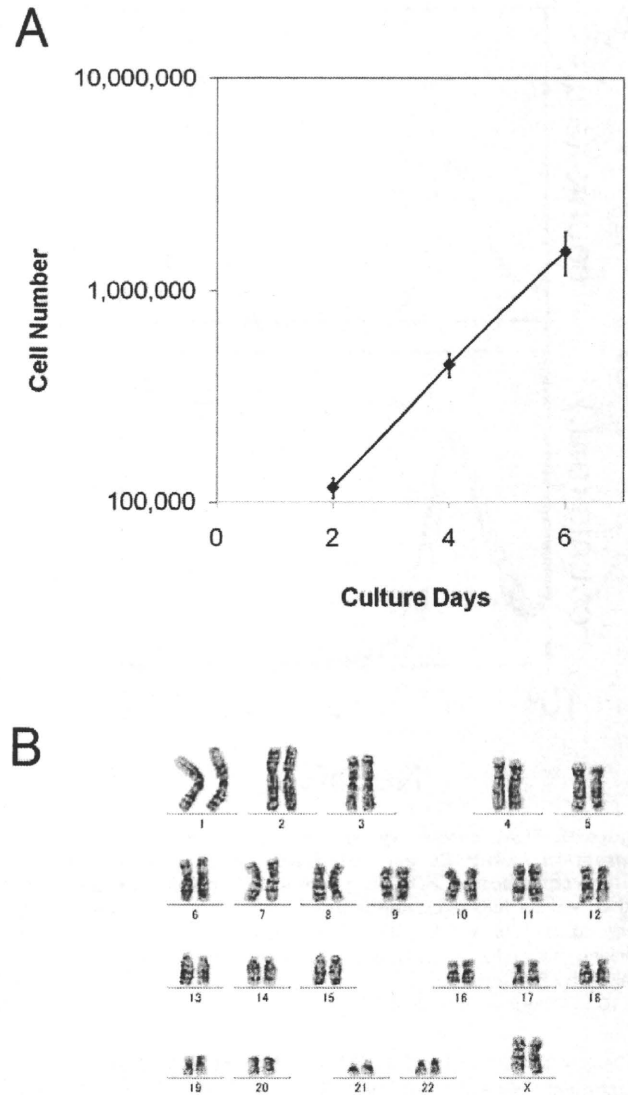 A
10,000,000
1,000,000
100,000
Cell Number
0 2 4 6
Culture Days
B
1 2 3 4 5
6 7 8 9 10 11 12
13 14 15 16 17 18
19 20 21 22 X